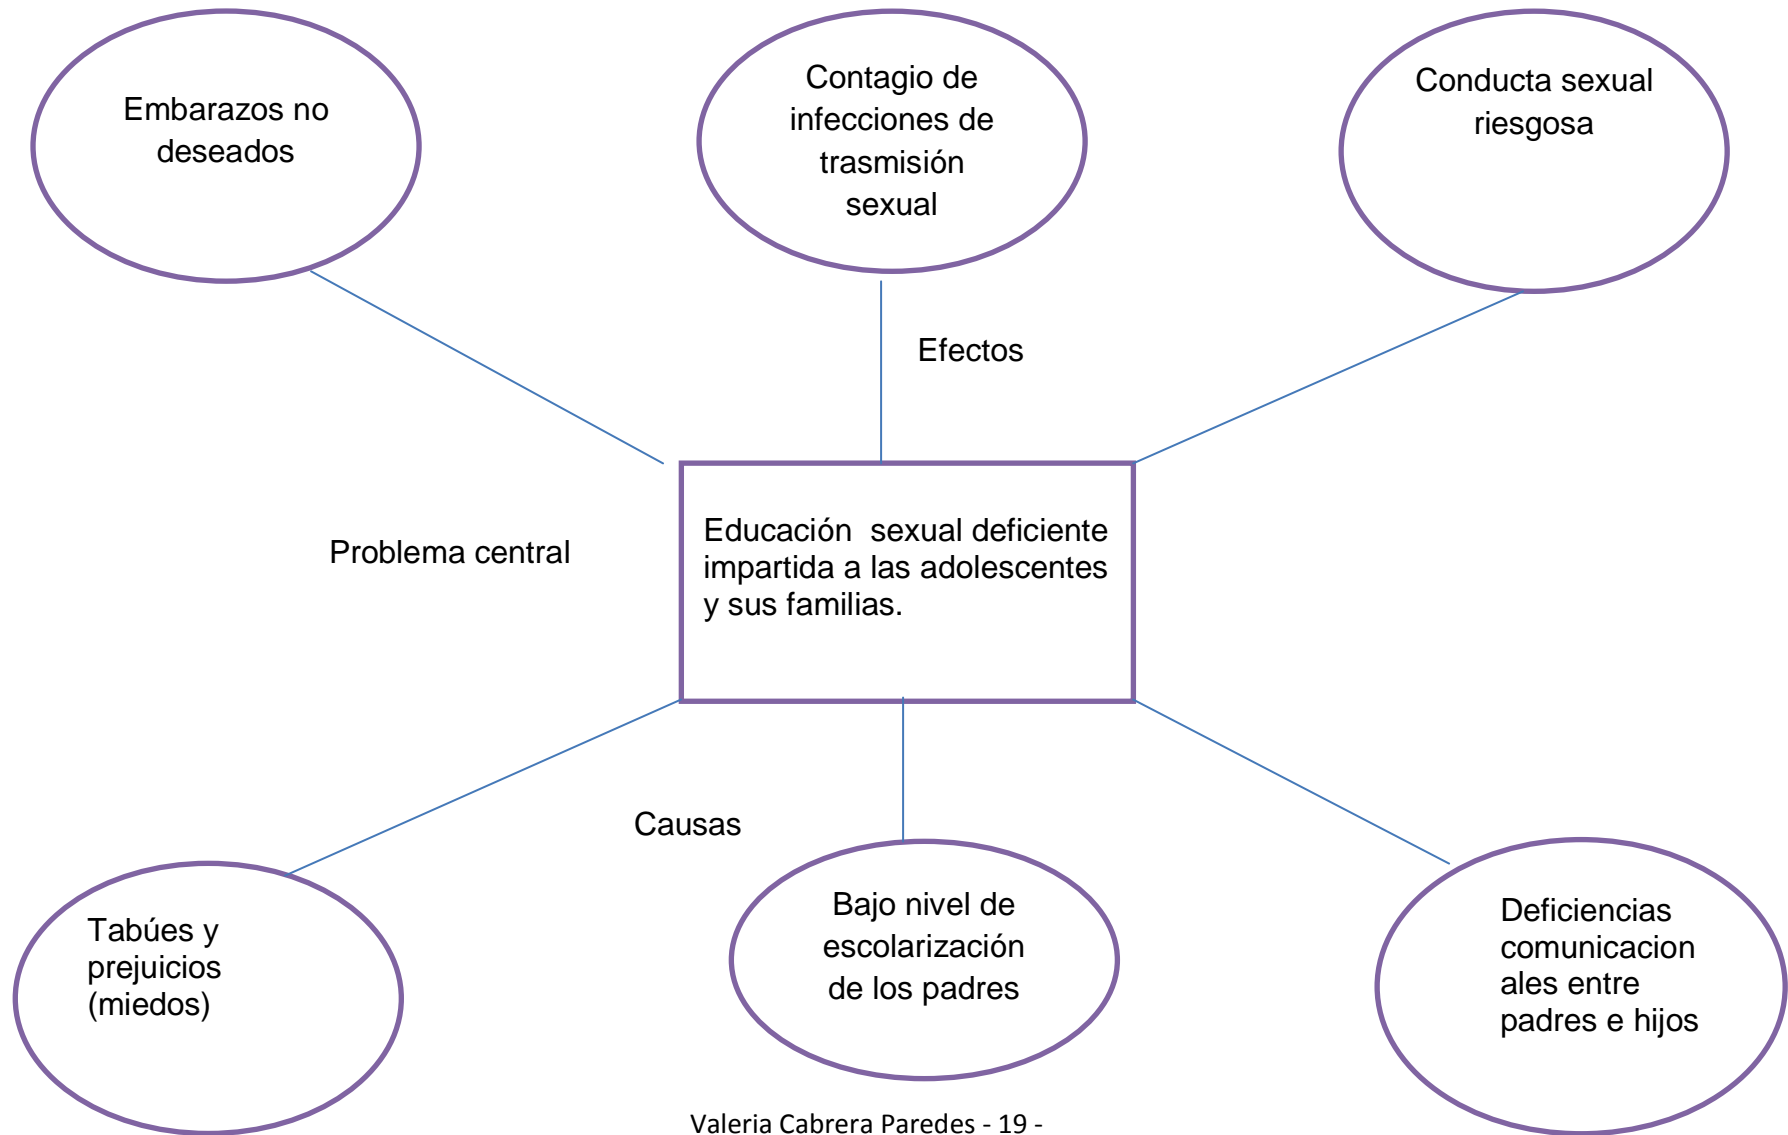 Embarazos no
deseados
Contagio de
infecciones de
trasmisión
sexual
Conducta sexual
riesgosa
Efectos
Problema central
Educación  sexual deficiente
impartida a las adolescentes
y sus familias.
Causas
Tabúes y
prejuicios
(miedos)
Bajo nivel de
escolarización
de los padres
Deficiencias
comunicacion
ales entre
padres e hijos
Valeria Cabrera Paredes - 19 -